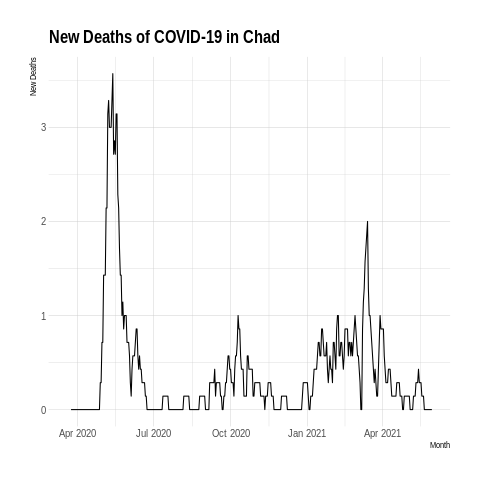 New Deaths of COVID-19 in Chad
New Deaths
3
2
1
0
Apr 2020 Jul 2020 Oct 2020 Jan 2021 Apr 2021
Month